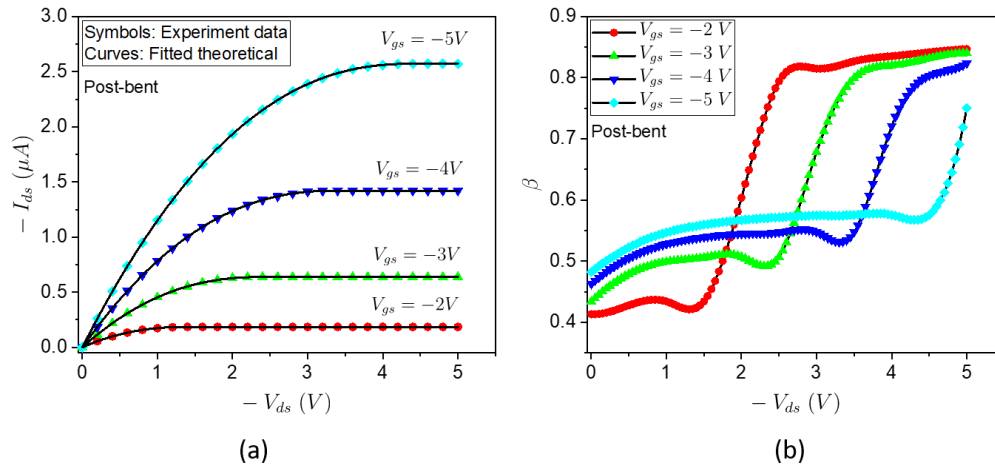 3.0
2.5
2.0
1.5
1.0
0.5
0.0
− I_ds (μA)
Symbols: Experiment data
Curves: Fitted theoretical
Post-bent
V_gs = −5V
V_gs = −4V
V_gs = −3V
V_gs = −2V
0 1 2 3 4 5
− V_ds (V)
(a)
0.9
0.8
0.7
0.6
0.5
0.4
β
V_gs = −2 V
V_gs = −3 V
V_gs = −4 V
V_gs = −5 V
Post-bent
0 1 2 3 4 5
− V_ds (V)
(b)